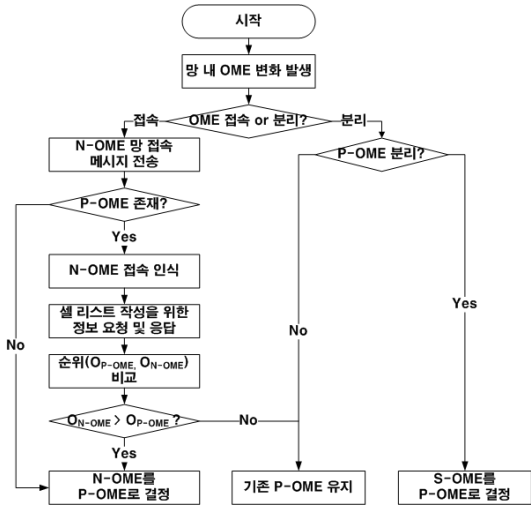 시작
망 내 OME 변화 발생
접속
OME 접속 or 분리?
분리
N-OME 망 접속
메시지 전송
P-OME 분리?
P-OME 존재?
Yes
N-OME 접속 인식
셀 리스트 작성을 위한
정보 요청 및 응답
No
No
Yes
순위(O_P-OME, O_N-OME)
비교
O_N-OME > O_P-OME ?
No
Yes
N-OME를
P-OME로 결정
기존 P-OME 유지
S-OME를
P-OME로 결정